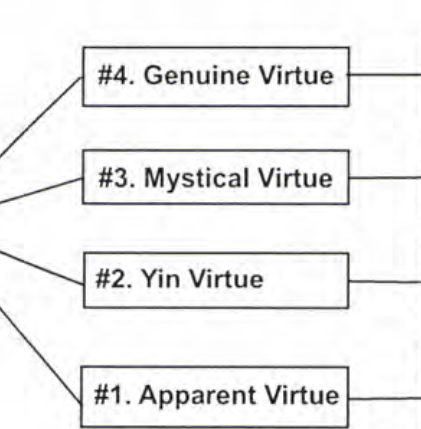 #4. Genuine Virtue
#3. Mystical Virtue
#2. Yin Virtue
#1. Apparent Virtue